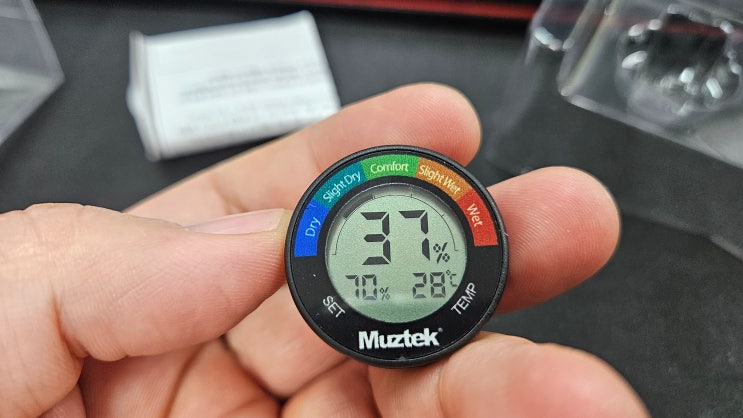 Dry Slight Dry Comfort Slight Wet Wet
37%
70% 28°C
SET TEMP
Muztek